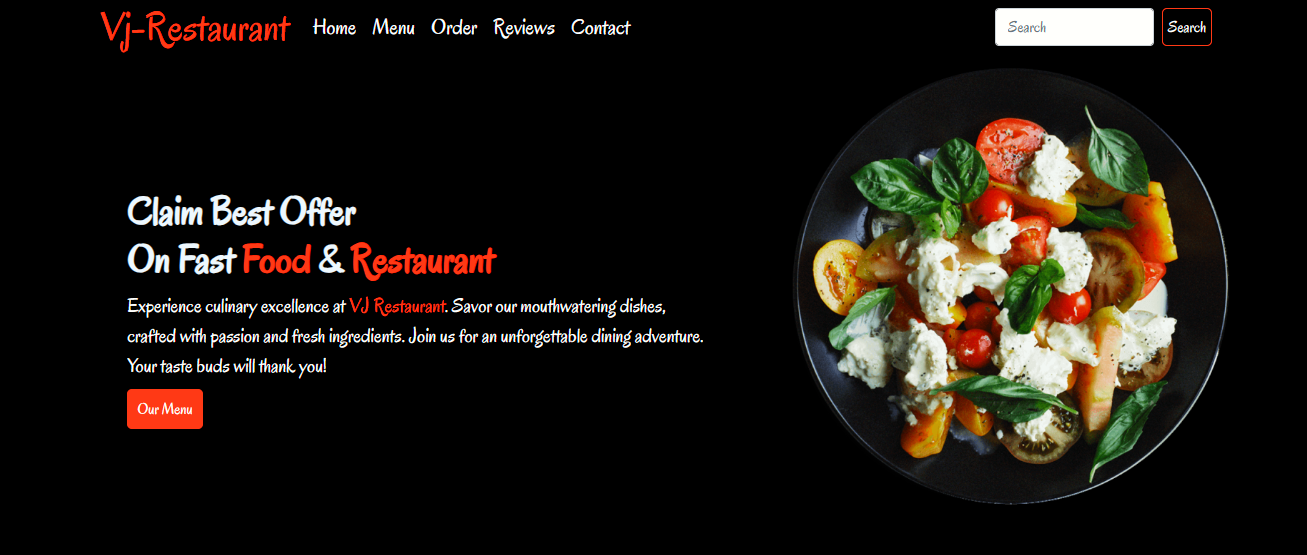 Vj-Restaurant Home Menu Order Reviews Contact Search Search
Claim Best Offer
On Fast Food & Restaurant
Experience culinary excellence at VJ Restaurant. Savor our mouthwatering dishes,
crafted with passion and fresh ingredients. Join us for an unforgettable dining adventure.
Your taste buds will thank you!
Our Menu